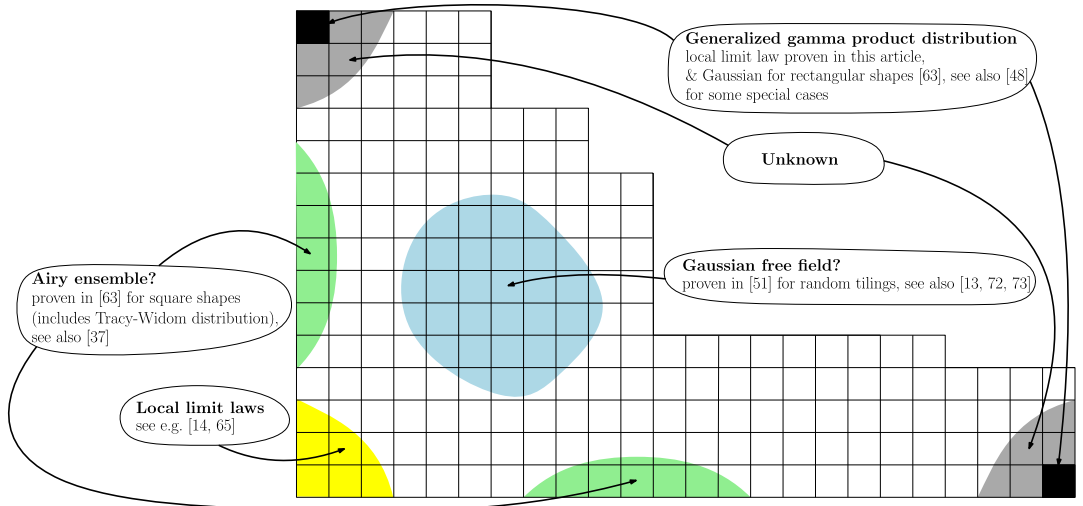 Generalized gamma product distribution
local limit law proven in this article,
& Gaussian for rectangular shapes [63], see also [48]
for some special cases
Unknown
Gaussian free field?
proven in [51] for random tilings, see also [13, 72, 73]
Airy ensemble?
proven in [63] for square shapes
(includes Tracy-Widom distribution),
see also [37]
Local limit laws
see e.g. [14, 65]